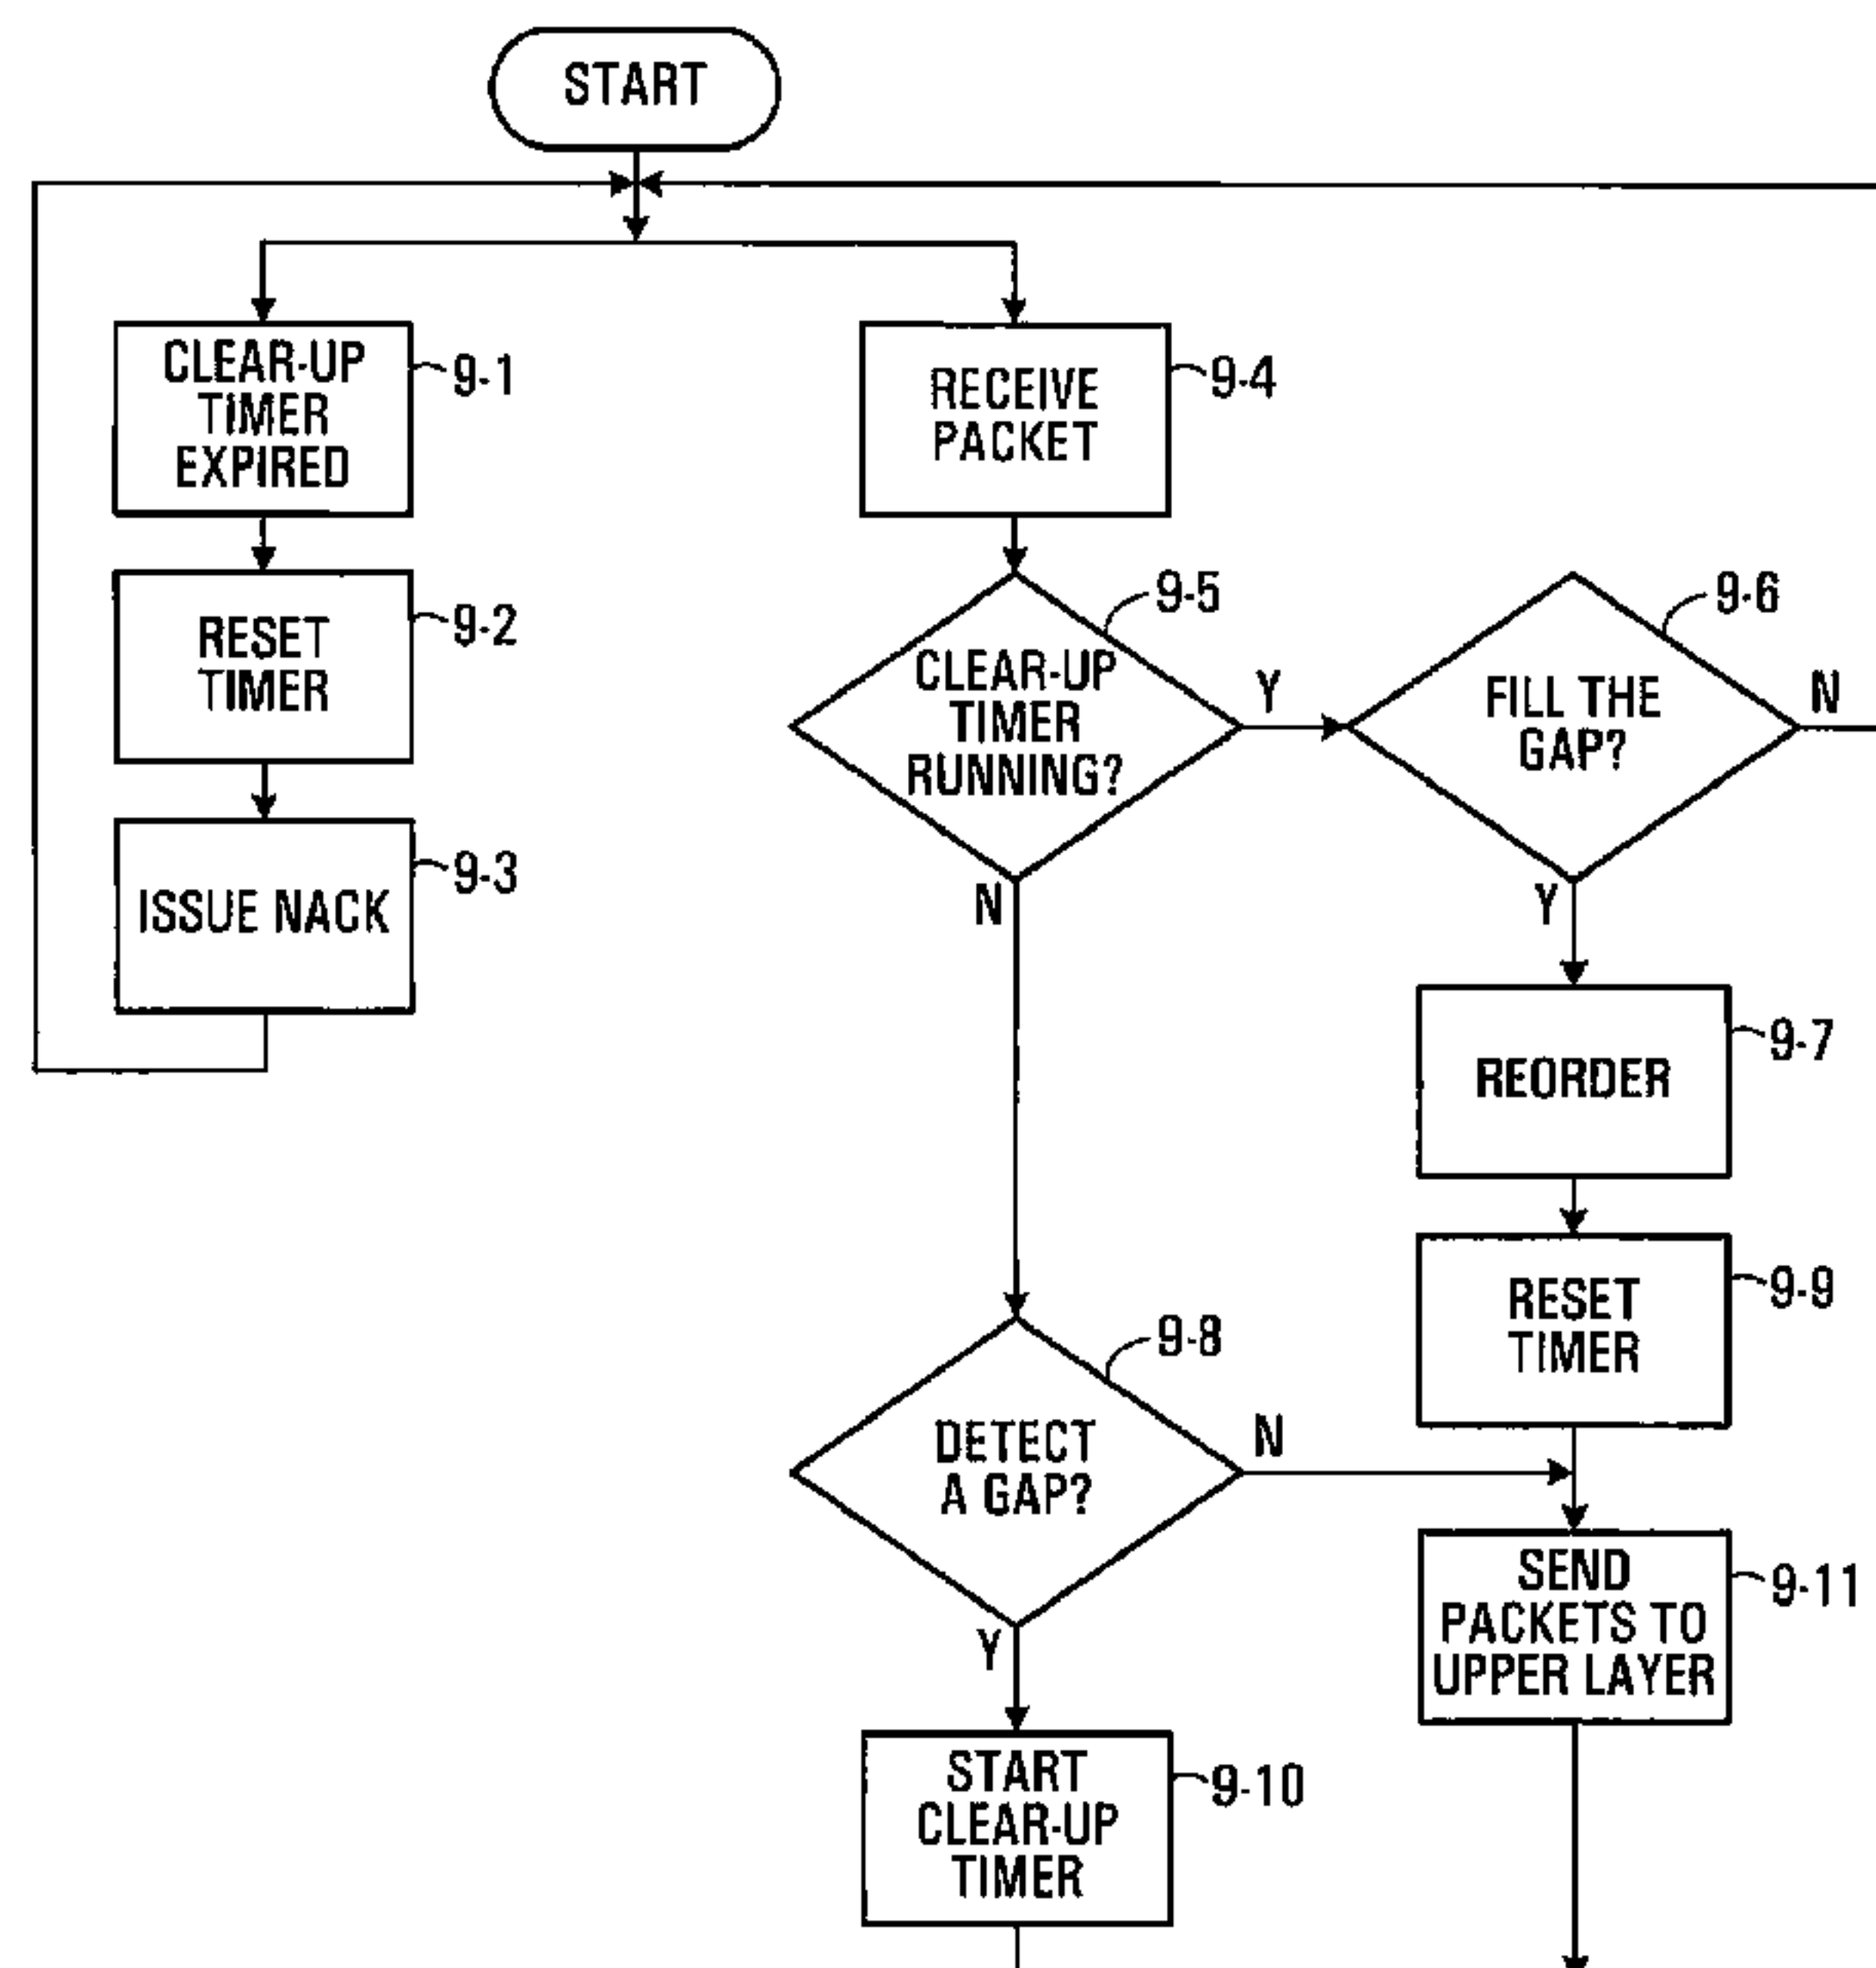 START
CLEAR-UP
TIMER
EXPIRED
9-1
RESET
TIMER
9-2
ISSUE NACK
9-3
RECEIVE
PACKET
9-4
CLEAR-UP
TIMER
RUNNING?
9-5
Y
N
FILL THE
GAP?
9-6
N
Y
REORDER
9-7
RESET
TIMER
9-9
DETECT
A GAP?
9-8
N
Y
SEND
PACKETS TO
UPPER LAYER
9-11
START
CLEAR-UP
TIMER
9-10